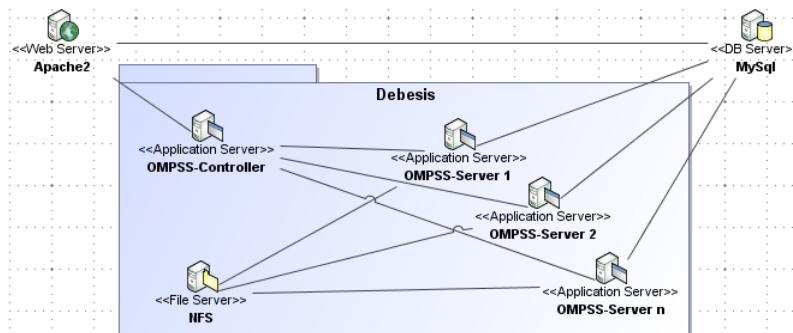 <<Web Server>>
Apache2
<<DB Server>
MySql
Debesis
<<Application Server>>
OMPSS-Controller
<<Application Server>>
OMPSS-Server 1
<<Application Server>>
OMPSS-Server 2
<<File Server>>
NFS
<<Application Server>>
OMPSS-Server n